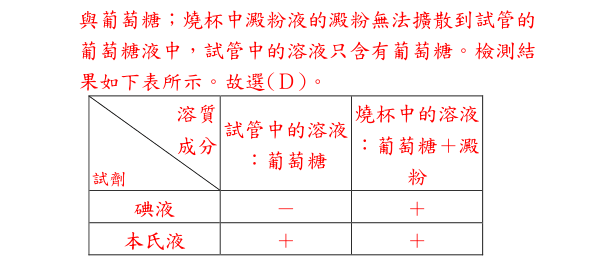 與葡萄糖；燒杯中澱粉液的澱粉無法擴散到試管的
葡萄糖液中，試管中的溶液只含有葡萄糖。檢測結
果如下表所示。故選(D)。
溶質
成分
試劑
試管中的溶液
：葡萄糖
燒杯中的溶液
：葡萄糖＋澱
粉
碘液 － ＋
本氏液 ＋ ＋